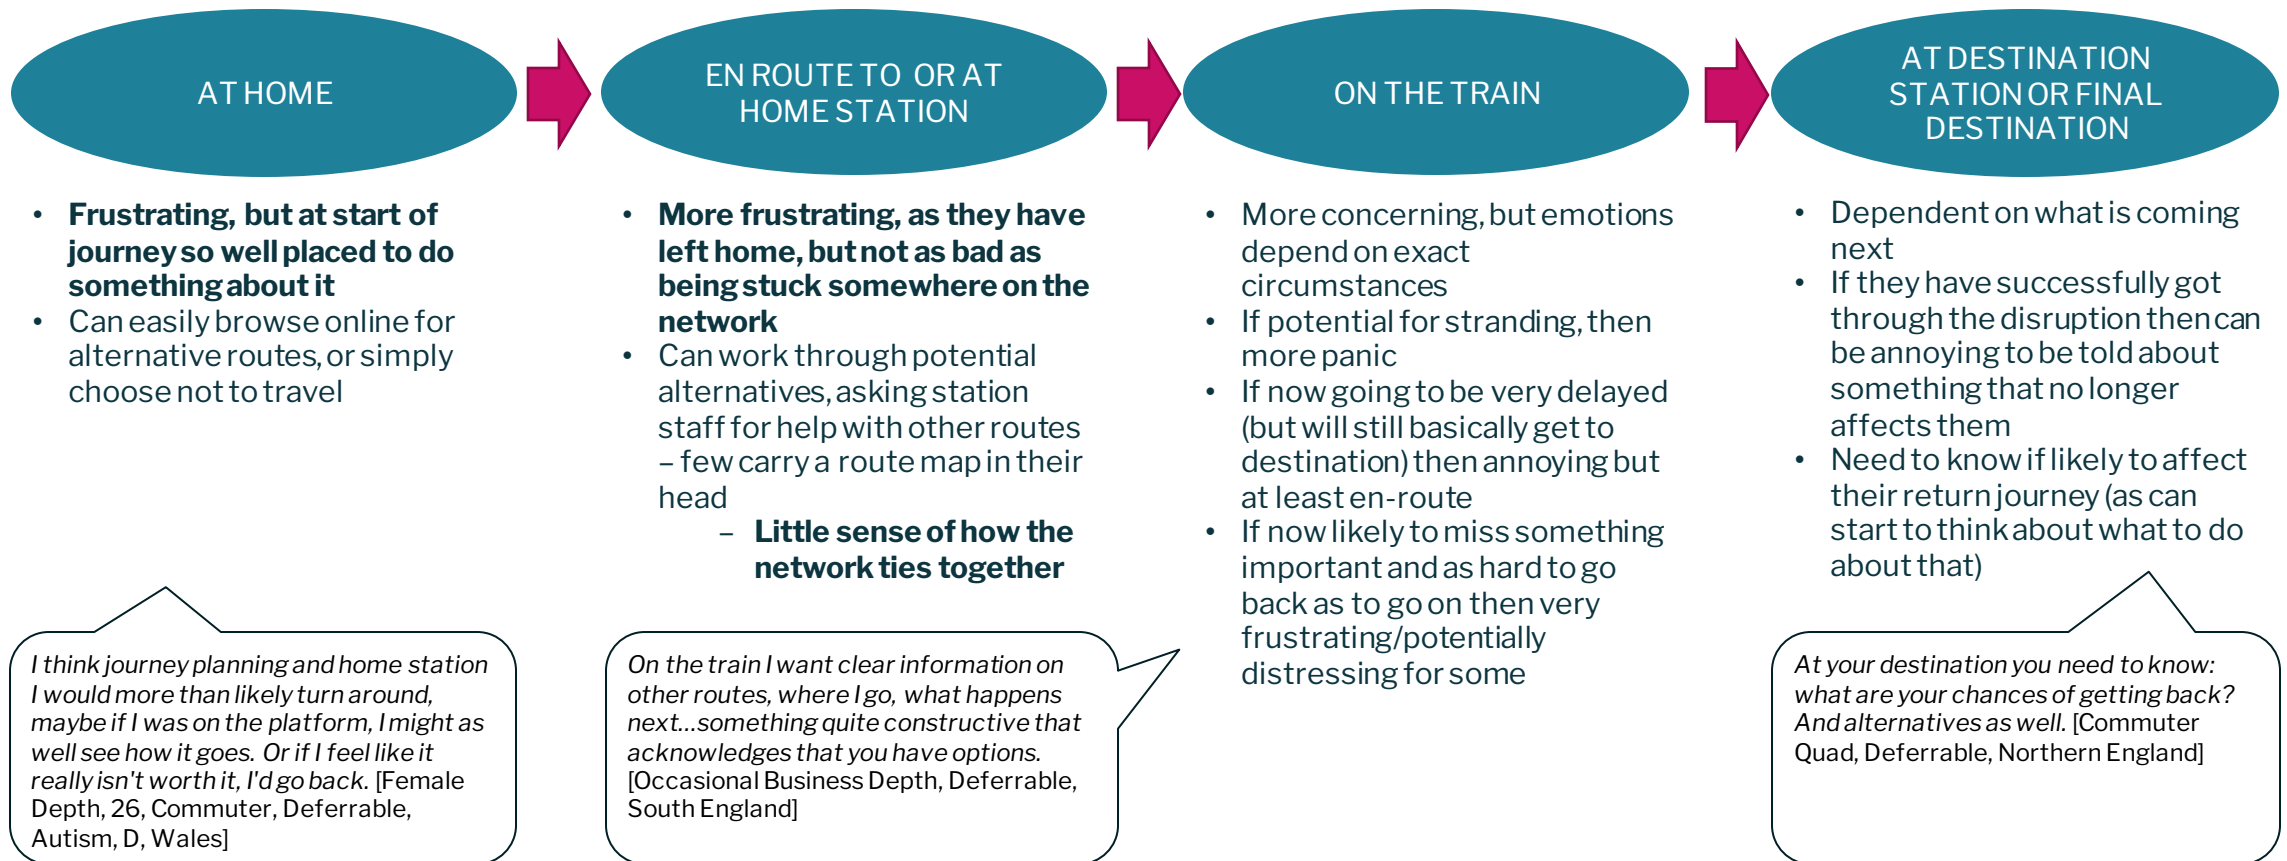 AT HOME
EN ROUTE TO OR AT
HOME STATION
ON THE TRAIN
AT DESTINATION
STATION OR FINAL
DESTINATION
• Frustrating, but at start of
journey so well placed to do
something about it
• Can easily browse online for
alternative routes, or simply
choose not to travel
• More frustrating, as they have
left home, but not as bad as
being stuck somewhere on the
network
• Can work through potential
alternatives, asking station
staff for help with other routes
– few carry a route map in their
head
– Little sense of how the
network ties together
• More concerning, but emotions
depend on exact
circumstances
• If potential for stranding, then
more panic
• If now going to be very delayed
(but will still basically get to
destination) then annoying but
at least en-route
• If now likely to miss something
important and as hard to go
back as to go on then very
frustrating/potentially
distressing for some
• Dependent on what is coming
next
• If they have successfully got
through the disruption then can
be annoying to be told about
something that no longer
affects them
• Need to know if likely to affect
their return journey (as can
start to think about what to do
about that)
I think journey planning and home station
I would more than likely turn around,
maybe if I was on the platform, I might as
well see how it goes. Or if I feel like it
really isn't worth it, I'd go back. [Female
Depth, 26, Commuter, Deferrable,
Autism, D, Wales]
On the train I want clear information on
other routes, where I go, what happens
next...something quite constructive that
acknowledges that you have options.
[Occasional Business Depth, Deferrable,
South England]
At your destination you need to know:
what are your chances of getting back?
And alternatives as well. [Commuter
Quad, Deferrable, Northern England]